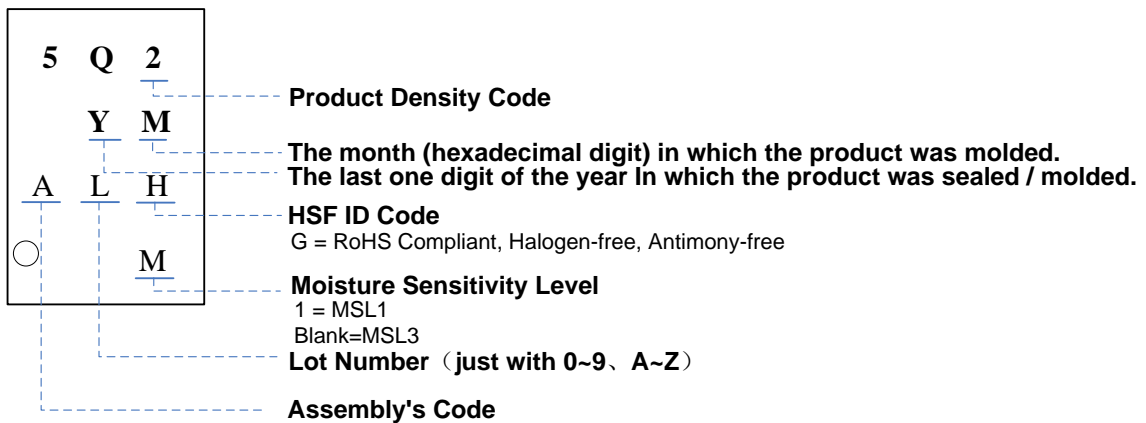 5 Q 2
Product Density Code
Y M
The month (hexadecimal digit) in which the product was molded.
The last one digit of the year In which the product was sealed / molded.
A L H
HSF ID Code
G = RoHS Compliant, Halogen-free, Antimony-free
M
Moisture Sensitivity Level
1 = MSL1
Blank=MSL3
Lot Number（just with 0~9、A~Z）
Assembly's Code